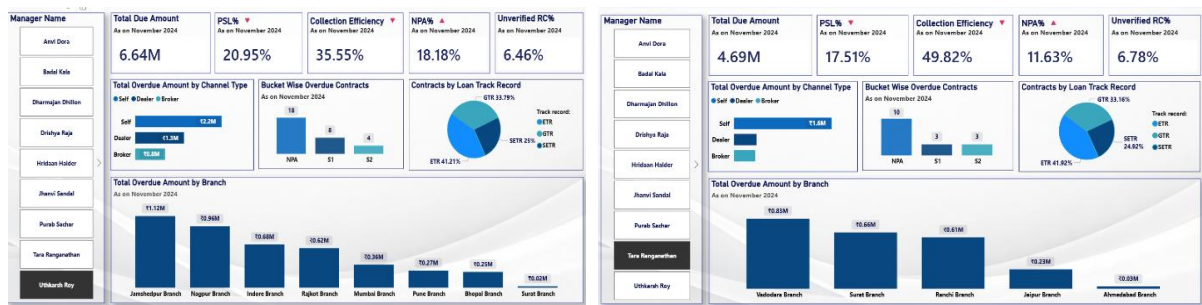 Manager Name
Anvi Dora
Badal Kala
Dharmajan Dhillon
Drishya Raja
Hridaan Halder
Jhanvi Sandal
Purab Sachar
Tara Ranganathan
Uthkarsh Roy
Total Due Amount
As on November 2024
6.64M
PSL%
As on November 2024
20.95%
Collection Efficiency
As on November 2024
35.55%
NPA%
As on November 2024
18.18%
Unverified RC%
As on November 2024
6.46%
Total Overdue Amount by Channel Type
Self Dealer Broker
Self ₹2.2M
Dealer ₹1.3M
Broker ₹0.8M
Bucket Wise Overdue Contracts
As on November 2024
18
8
4
NPA S1 S2
Contracts by Loan Track Record
GTR 33.79%
SETR 25%
ETR 41.21%
Track record:
ETR
GTR
SETR
Total Overdue Amount by Branch
As on November 2024
₹1.12M
₹0.96M
₹0.68M
₹0.62M
₹0.36M
₹0.27M
₹0.25M
₹0.02M
Jamshedpur Branch Nagpur Branch Indore Branch Rajkot Branch Mumbai Branch Pune Branch Bhopal Branch Surat Branch
Manager Name
Anvi Dora
Badal Kala
Dharmajan Dhillon
Drishya Raja
Hridaan Halder
Jhanvi Sandal
Purab Sachar
Tara Ranganathan
Uthkarsh Roy
Total Due Amount
As on November 2024
4.69M
PSL%
As on November 2024
17.51%
Collection Efficiency
As on November 2024
49.82%
NPA%
As on November 2024
11.63%
Unverified RC%
As on November 2024
6.78%
Total Overdue Amount by Channel Type
Self Dealer Broker
Self
Dealer
Broker
Bucket Wise Overdue Contracts
As on November 2024
10
3
3
NPA S1 S2
Contracts by Loan Track Record
GTR 33.16%
SETR
24.92%
ETR 41.92%
Track record:
ETR
GTR
SETR
Total Overdue Amount by Branch
As on November 2024
₹0.83M
₹0.66M
₹0.61M
₹0.23M
₹0.03M
Vadodara Branch Surat Branch Ranchi Branch Jaipur Branch Ahmedabad Branch